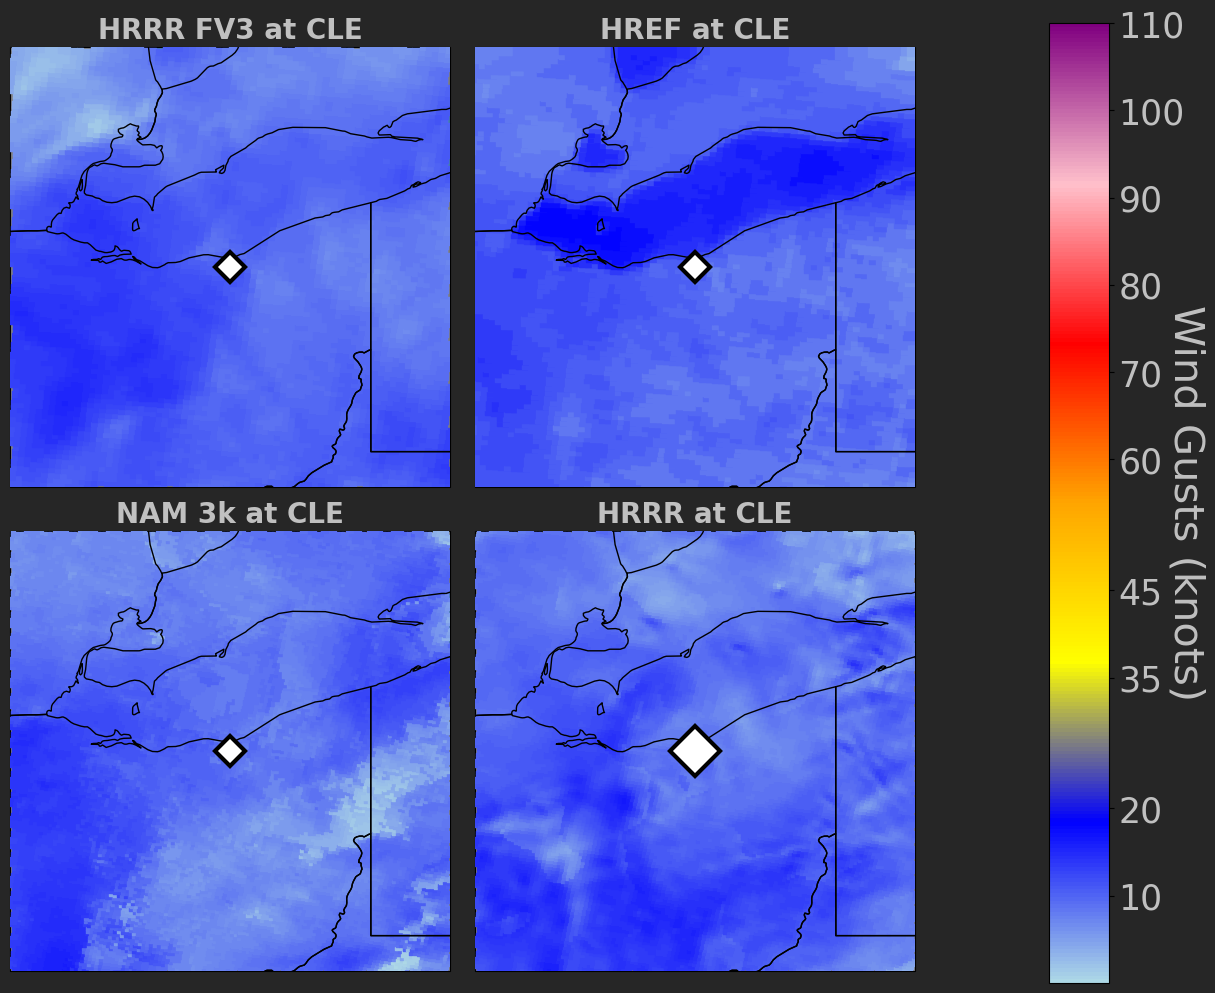 HRRR FV3 at CLE
HREF at CLE
NAM 3k at CLE
HRRR at CLE
110
100
90
80
70
60
45
35
20
10
Wind Gusts (knots)